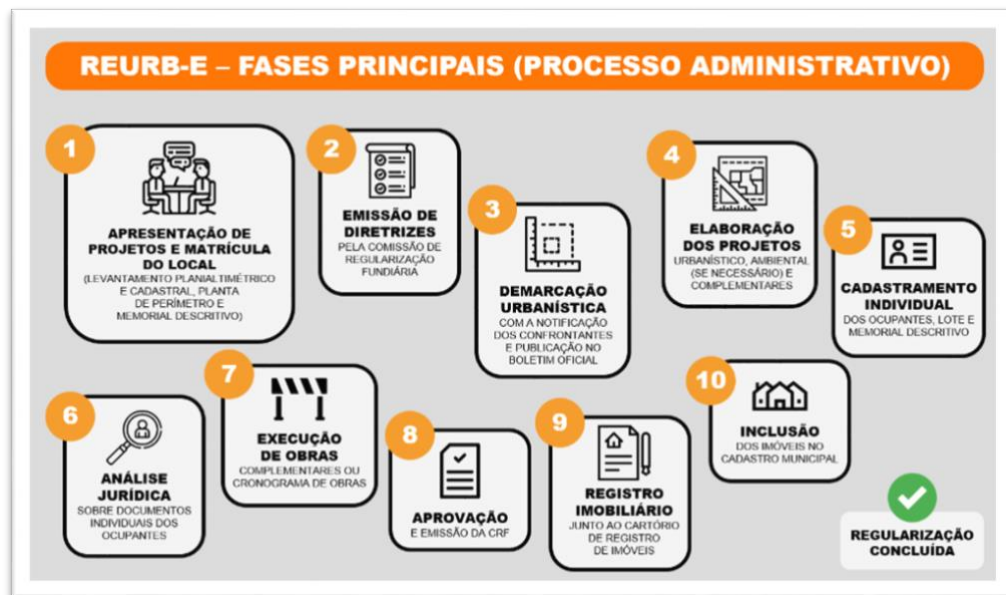 REURB-E – FASES PRINCIPAIS (PROCESSO ADMINISTRATIVO)
1
APRESENTAÇÃO DE
PROJETOS E MATRÍCULA
DO LOCAL
(LEVANTAMENTO PLANIALTIMÉTRICO
E CADASTRAL, PLANTA
DE PERÍMETRO E
MEMORIAL DESCRITIVO)
2
EMISSÃO DE
DIRETRIZES
PELA COMISSÃO DE
REGULARIZAÇÃO
FUNDIÁRIA
3
DEMARCAÇÃO
URBANÍSTICA
COM A NOTIFICAÇÃO
DOS CONFRONTANTES
E PUBLICAÇÃO NO
BOLETIM OFICIAL
4
ELABORAÇÃO
DOS PROJETOS
URBANÍSTICO, AMBIENTAL
(SE NECESSÁRIO) E
COMPLEMENTARES
5
CADASTRAMENTO
INDIVIDUAL
DOS OCUPANTES, LOTE E
MEMORIAL DESCRITIVO
6
ANÁLISE
JURÍDICA
SOBRE DOCUMENTOS
INDIVIDUAIS DOS
OCUPANTES
7
EXECUÇÃO
DE OBRAS
COMPLEMENTARES OU
CRONOGRAMA DE OBRAS
8
APROVAÇÃO
E EMISSÃO DA CRF
9
REGISTRO
IMOBILIÁRIO
JUNTO AO CARTÓRIO
DE REGISTRO
DE IMÓVEIS
10
INCLUSÃO
DOS IMÓVEIS NO
CADASTRO MUNICIPAL
REGULARIZAÇÃO
CONCLUÍDA